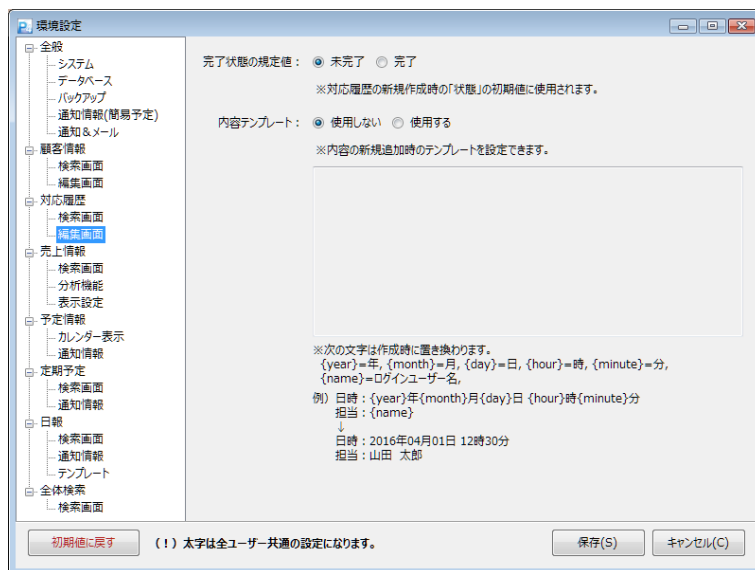 環境設定
全般
システム
データベース
バックアップ
通知情報(簡易予定)
通知＆メール
顧客情報
検索画面
編集画面
対応履歴
検索画面
編集画面
売上情報
検索画面
分析機能
表示設定
予定情報
カレンダー表示
通知情報
定期予定
検索画面
通知情報
日報
検索画面
通知情報
テンプレート
全体検索
検索画面
完了状態の規定値： 未完了 完了
※対応履歴の新規作成時の「状態」の初期値に使用されます。
内容テンプレート： 使用しない 使用する
※内容の新規追加時のテンプレートを設定できます。
※次の文字は作成時に置き換わります。
{year}=年, {month}=月, {day}=日, {hour}=時, {minute}=分,
{name}=ログインユーザー名,
例）日時：{year}年{month}月{day}日 {hour}時{minute}分
担当：{name}
↓
日時：2016年04月01日 12時30分
担当：山田 太郎
初期値に戻す （！）太字は全ユーザー共通の設定になります。 保存(S) キャンセル(C)